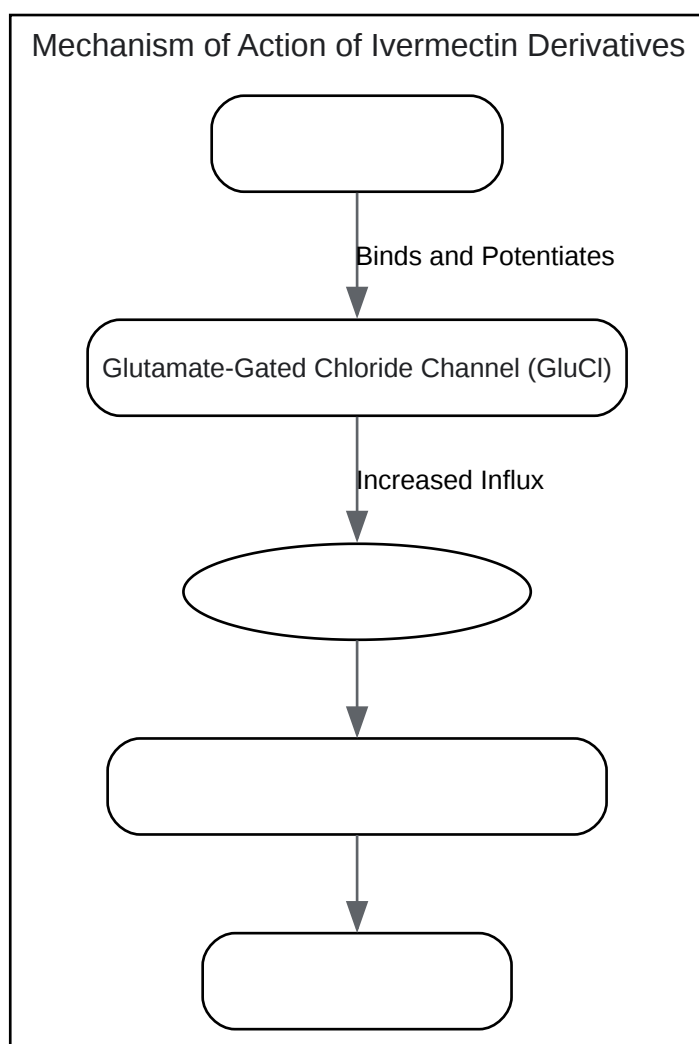 Mechanism of Action of Ivermectin Derivatives
Binds and Potentiates
Glutamate-Gated Chloride Channel (GluCl)
Increased Influx